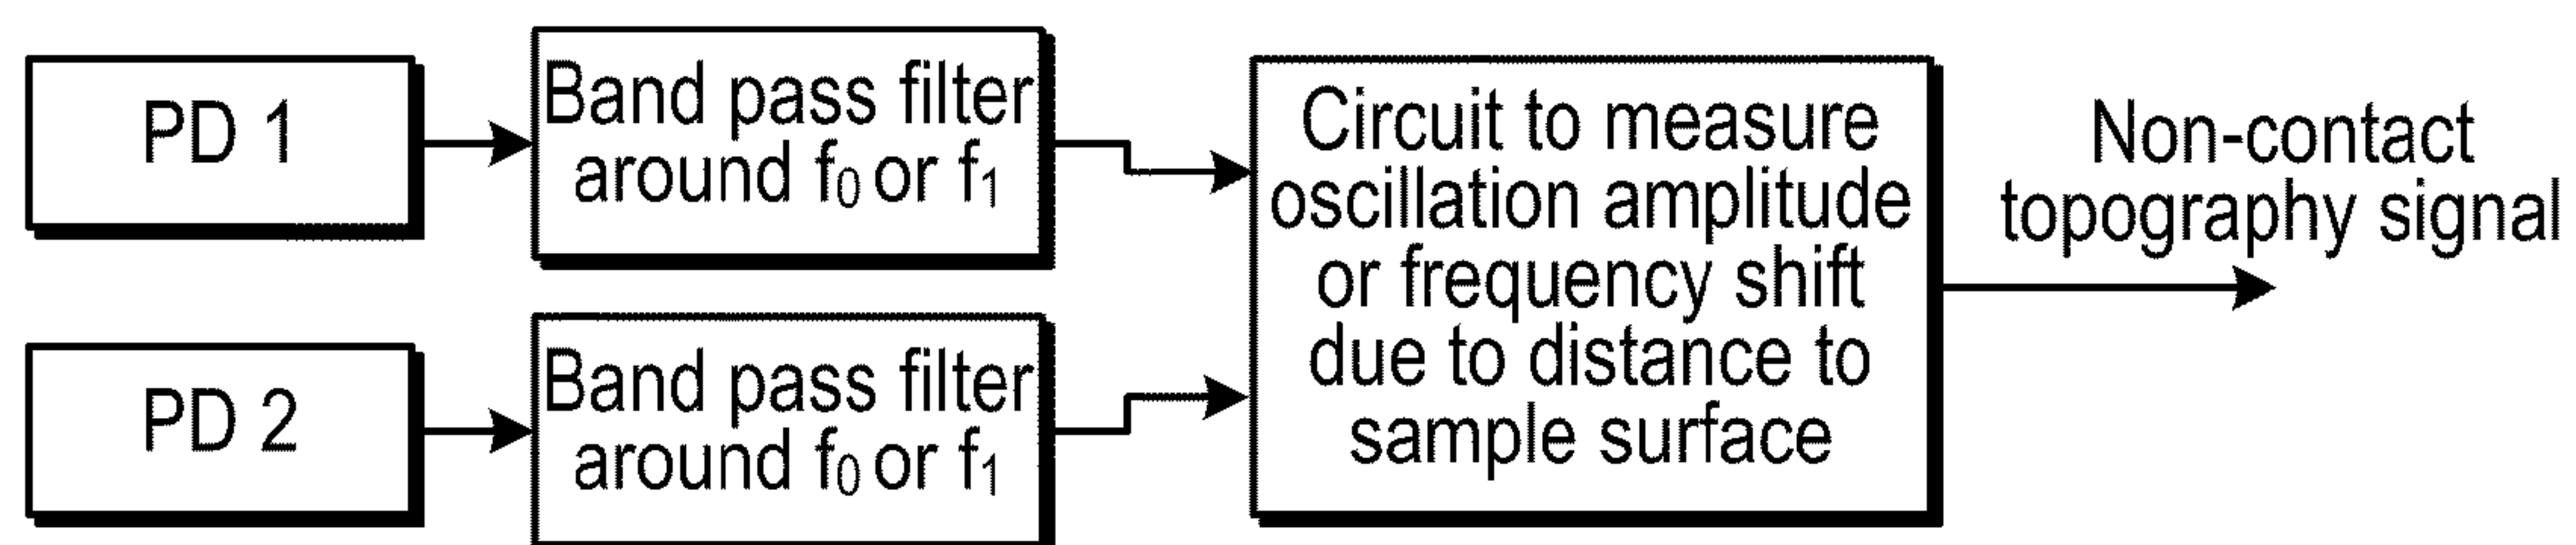 PD 1
Band pass filter
around f₀ or f₁
PD 2
Band pass filter
around f₀ or f₁
Circuit to measure
oscillation amplitude
or frequency shift
due to distance to
sample surface
Non-contact
topography signal